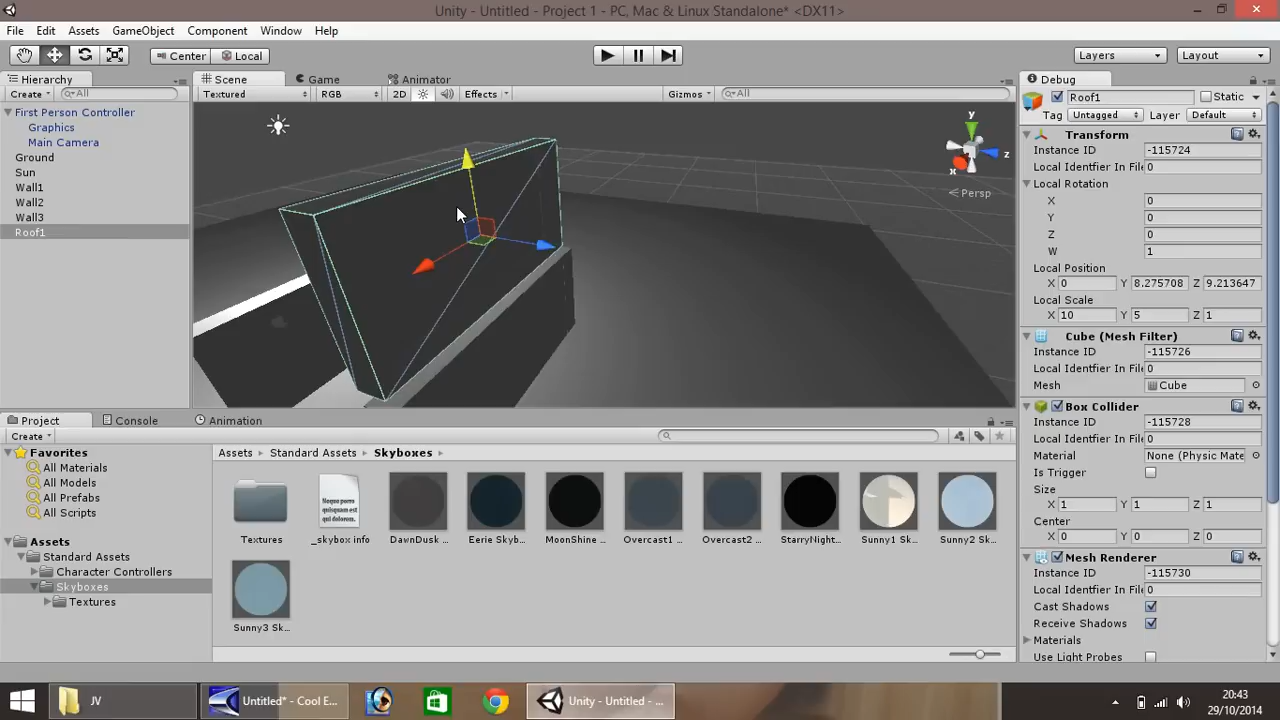 Unity - Untitled - Project 1 - PC, Mac & Linux Standalone* <DX11>
File Edit Assets GameObject Component Window Help
Center Local Layers Layout
Hierarchy Scene Game Animator Debug
Create All Textured RGB 2D Effects Gizmos All
Roof1 Static
Tag Untagged Layer Default
First Person Controller
Graphics
Main Camera
Ground
Sun
Wall1
Wall2
Wall3
Roof1
y
z
x
Persp
Transform
Instance ID -115724
Local Identfier In File 0
Local Rotation
X 0
Y 0
Z 0
W 1
Local Position
X 0 Y 8.275708 Z 9.213647
Local Scale
X 10 Y 5 Z 1
Cube (Mesh Filter)
Instance ID -115726
Local Identfier In File 0
Mesh Cube
Box Collider
Instance ID -115728
Local Identfier In File 0
Material None (Physic Mate
Is Trigger
Size
X 1 Y 1 Z 1
Center
X 0 Y 0 Z 0
Mesh Renderer
Instance ID -115730
Local Identfier In File 0
Cast Shadows
Receive Shadows
Materials
Use Light Probes
Project Console Animation
Create
Favorites
All Materials
All Models
All Prefabs
All Scripts
Assets
Standard Assets
Character Controllers
Skyboxes
Textures
Assets Standard Assets Skyboxes
Neque porro
quisquam est
qui dolorem.
Textures _skybox info DawnDusk ... Eerie Skyb... MoonShine ... Overcast1 ... Overcast2 ... StarryNight... Sunny1 Sk... Sunny2 Sk...
Sunny3 Sk...
JV Untitled* - Cool E... Unity - Untitled - ...
20:43
29/10/2014